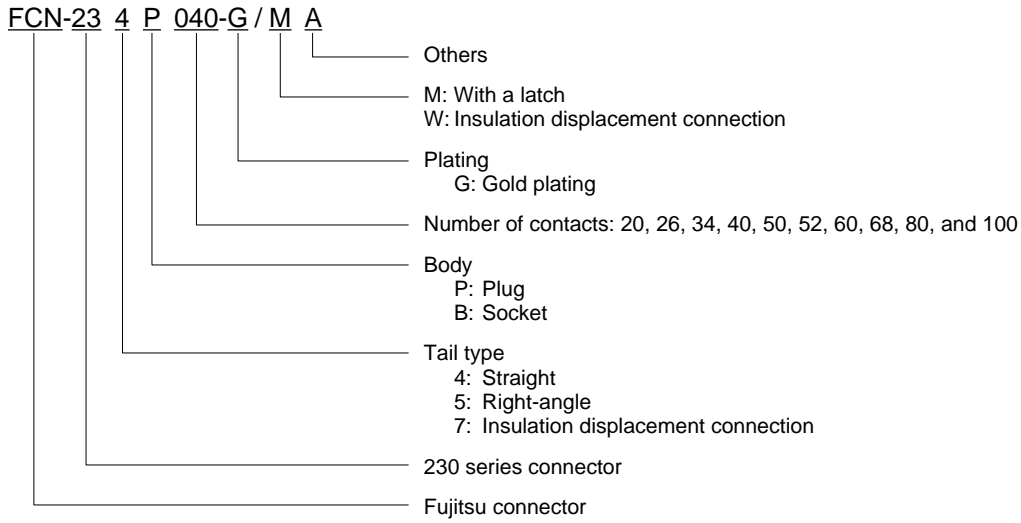 FCN-23 4 P 040-G / M A
Others
M: With a latch
W: Insulation displacement connection
Plating
G: Gold plating
Number of contacts: 20, 26, 34, 40, 50, 52, 60, 68, 80, and 100
Body
P: Plug
B: Socket
Tail type
4: Straight
5: Right-angle
7: Insulation displacement connection
230 series connector
Fujitsu connector